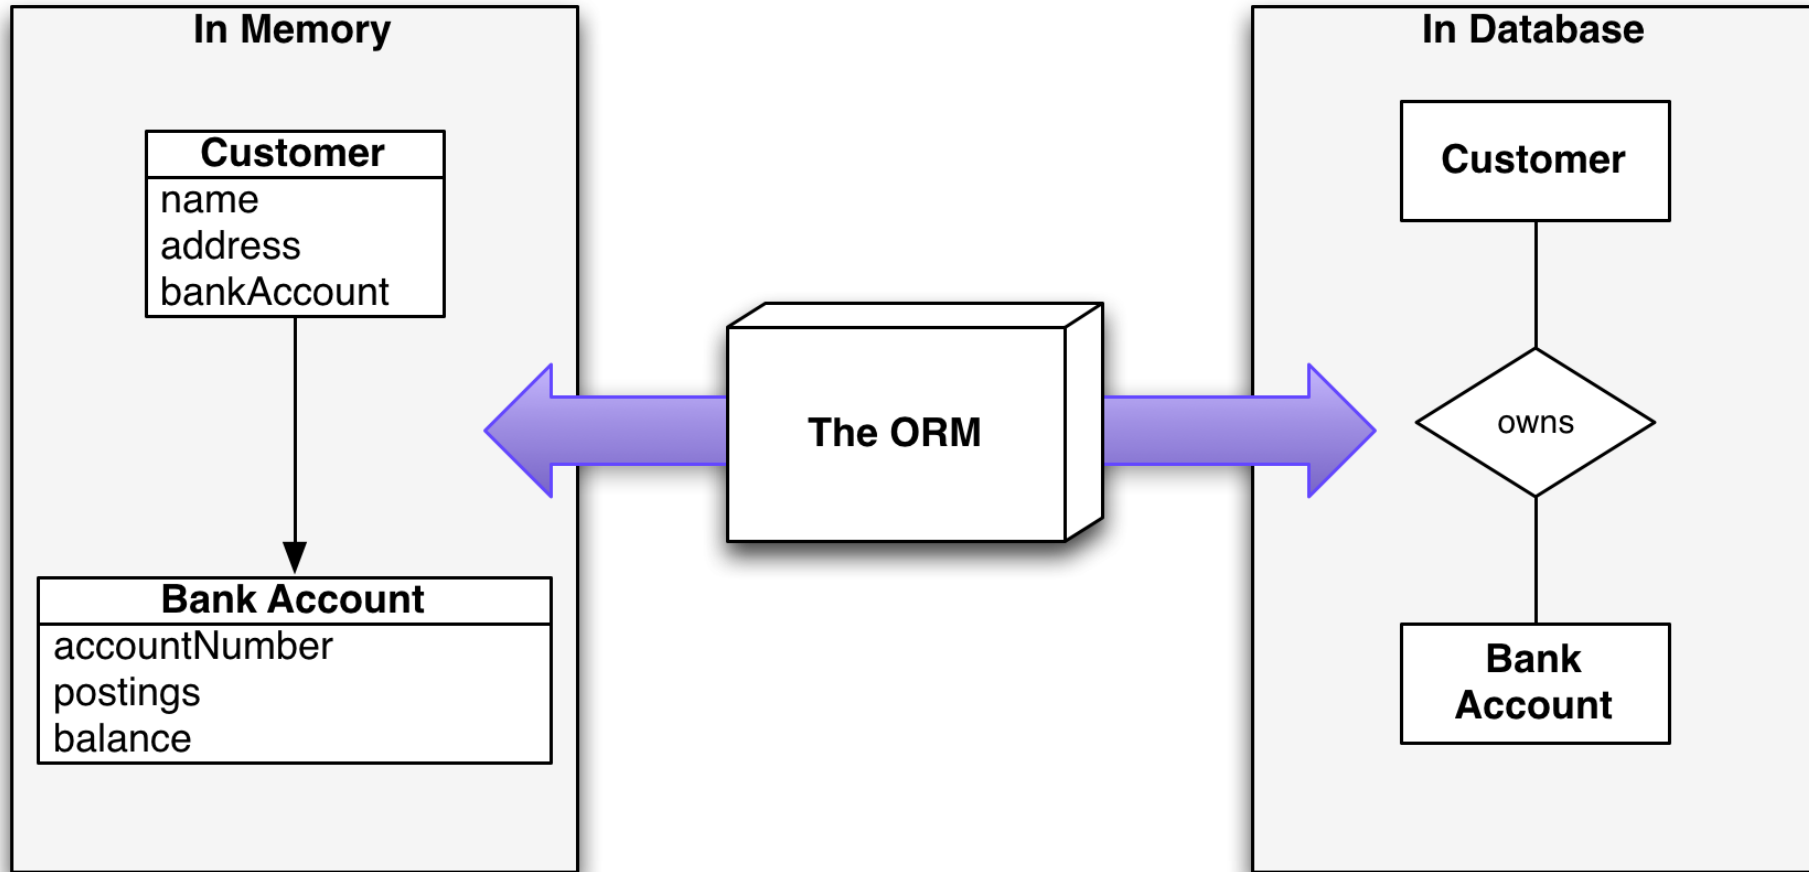 In Memory
Customer
name
address
bankAccount
Bank Account
accountNumber
postings
balance
The ORM
In Database
Customer
owns
Bank
Account